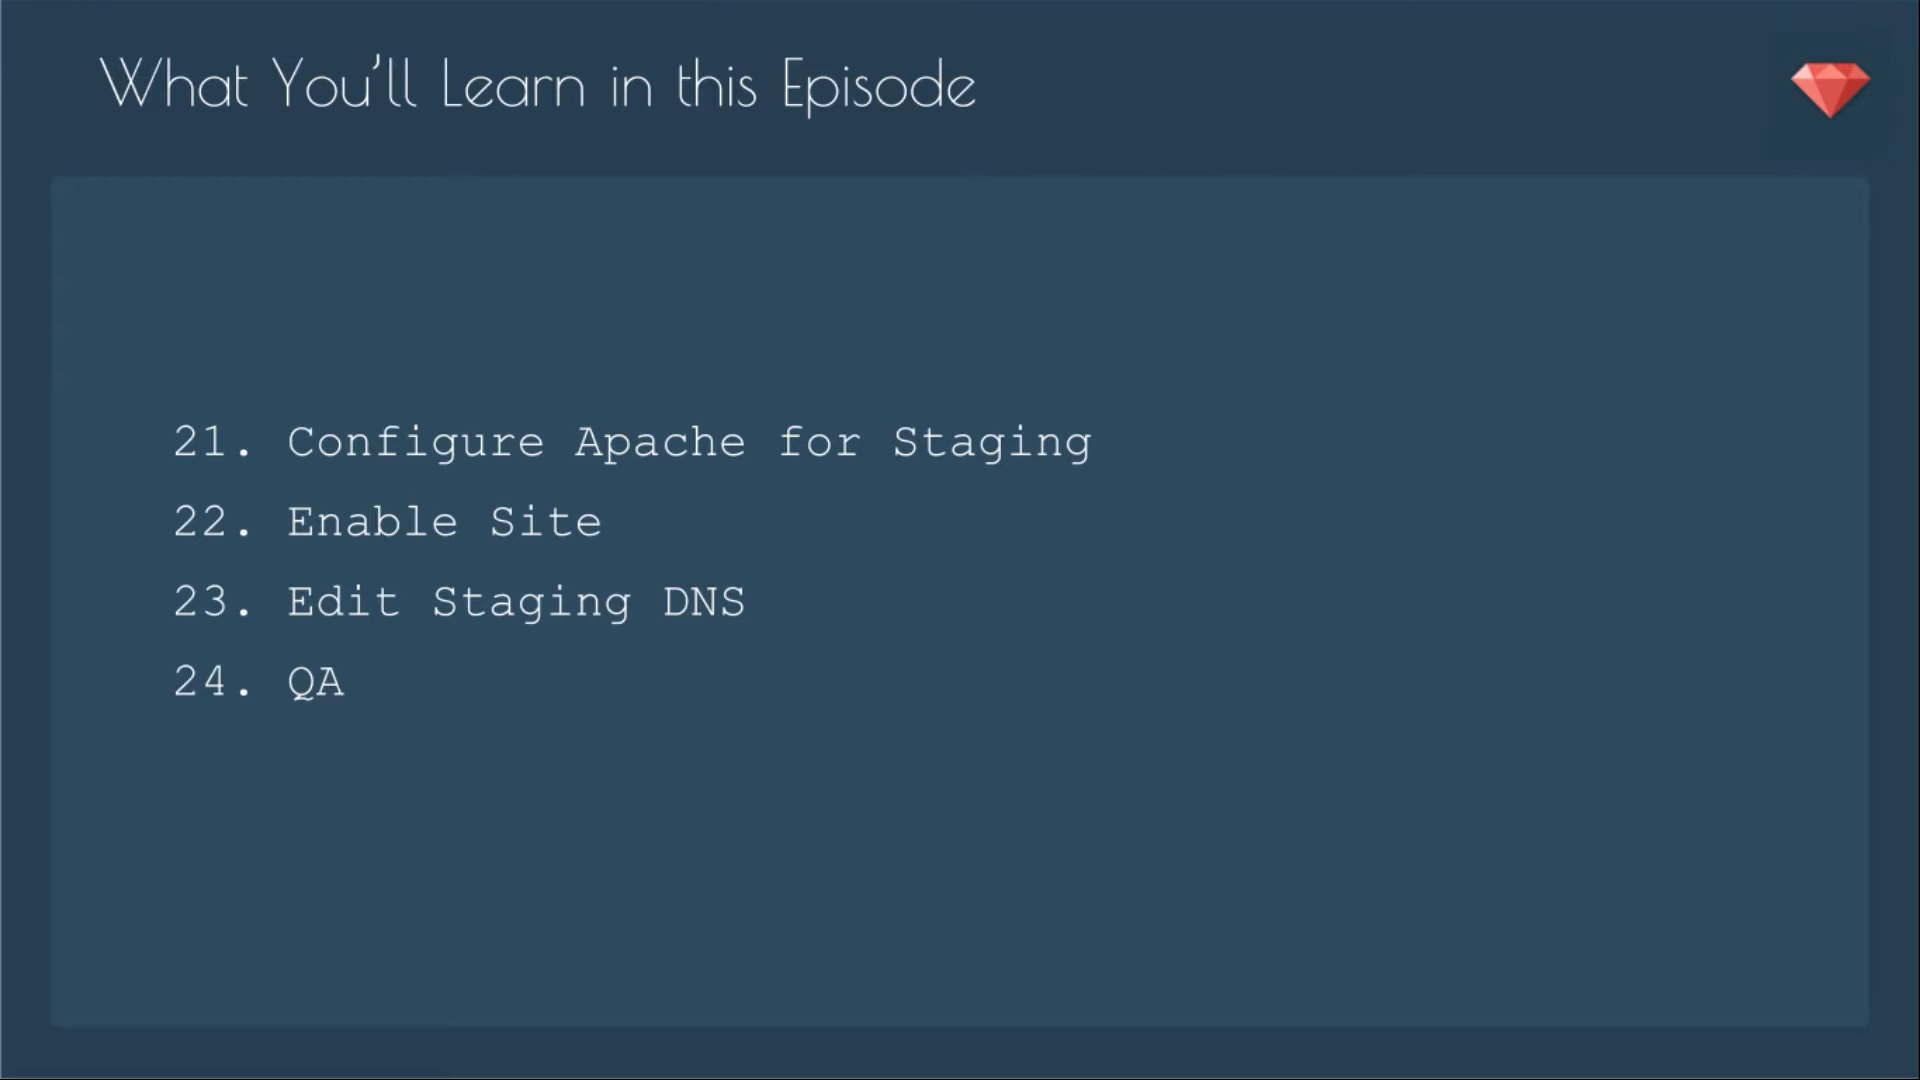 What You'll Learn in this Episode
21. Configure Apache for Staging
22. Enable Site
23. Edit Staging DNS
24. QA